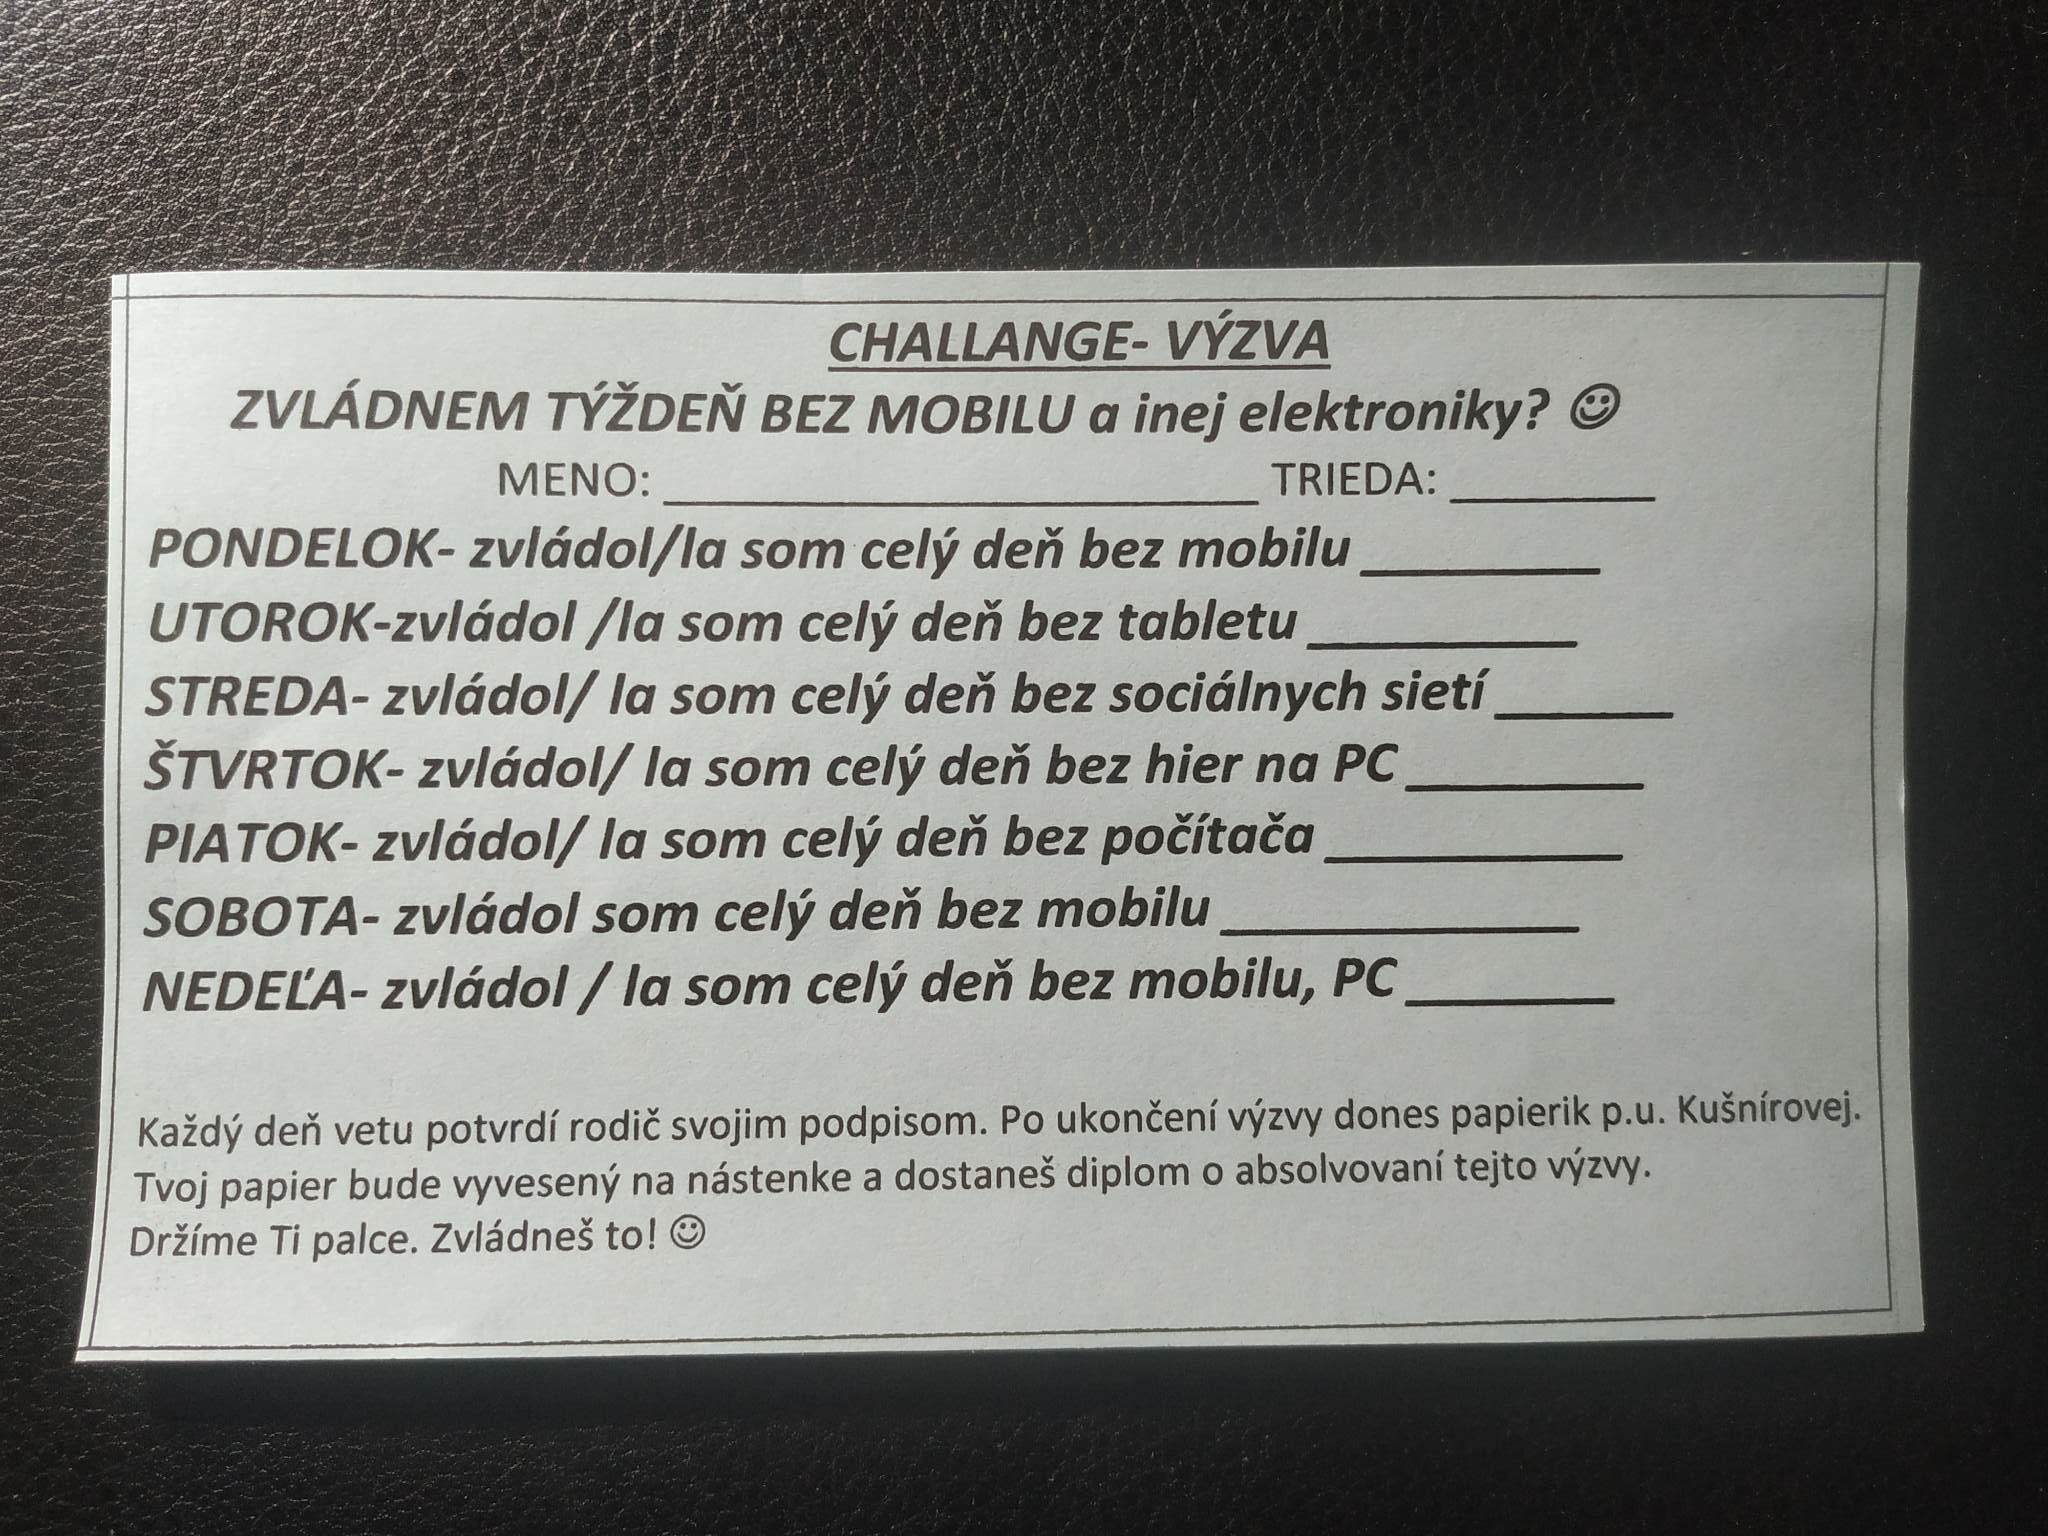 CHALLANGE- VÝZVA
ZVLÁDNEM TÝŽDEŇ BEZ MOBILU a inej elektroniky? ☺
MENO: ______________________ TRIEDA: ________
PONDELOK- zvládol/la som celý deň bez mobilu ________
UTOROK-zvládol /la som celý deň bez tabletu _________
STREDA- zvládol/ la som celý deň bez sociálnych sietí ______
ŠTVRTOK- zvládol/ la som celý deň bez hier na PC ________
PIATOK- zvládol/ la som celý deň bez počítača __________
SOBOTA- zvládol som celý deň bez mobilu ____________
NEDEĽA- zvládol / la som celý deň bez mobilu, PC _______
Každý deň vetu potvrdí rodič svojim podpisom. Po ukončení výzvy dones papierik p.u. Kušnírovej.
Tvoj papier bude vyvesený na nástenke a dostaneš diplom o absolvovaní tejto výzvy.
Držíme Ti palce. Zvládneš to! ☺